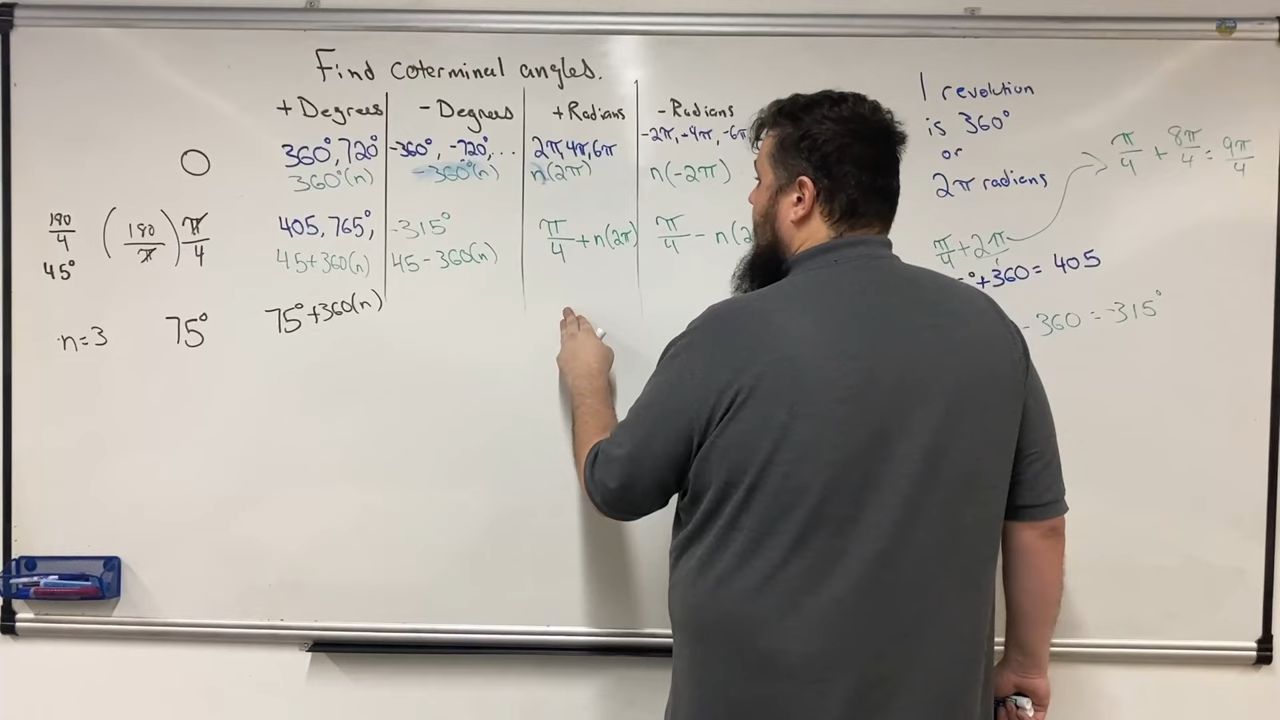 Find coterminal angles.
+Degrees -Degrees +Radians -Radians
360°, 720° -360°, -720°, ... 2π, 4π, 6π -2π, -4π, -6π,
0 360°(n) -360°(n) n(2π) n(-2π)
405, 765, -315°
180/4 (180/π) π/4 π/4 + n(2π) π/4 - n(2
45° 45+360(n) 45-360(n)
n=3 75° 75°+360(n)
1 revolution
is 360°
or
2π radians
π/4 + 8π/4 = 9π/4
π/4 + 2π
°+360 = 405
-360 = -315°